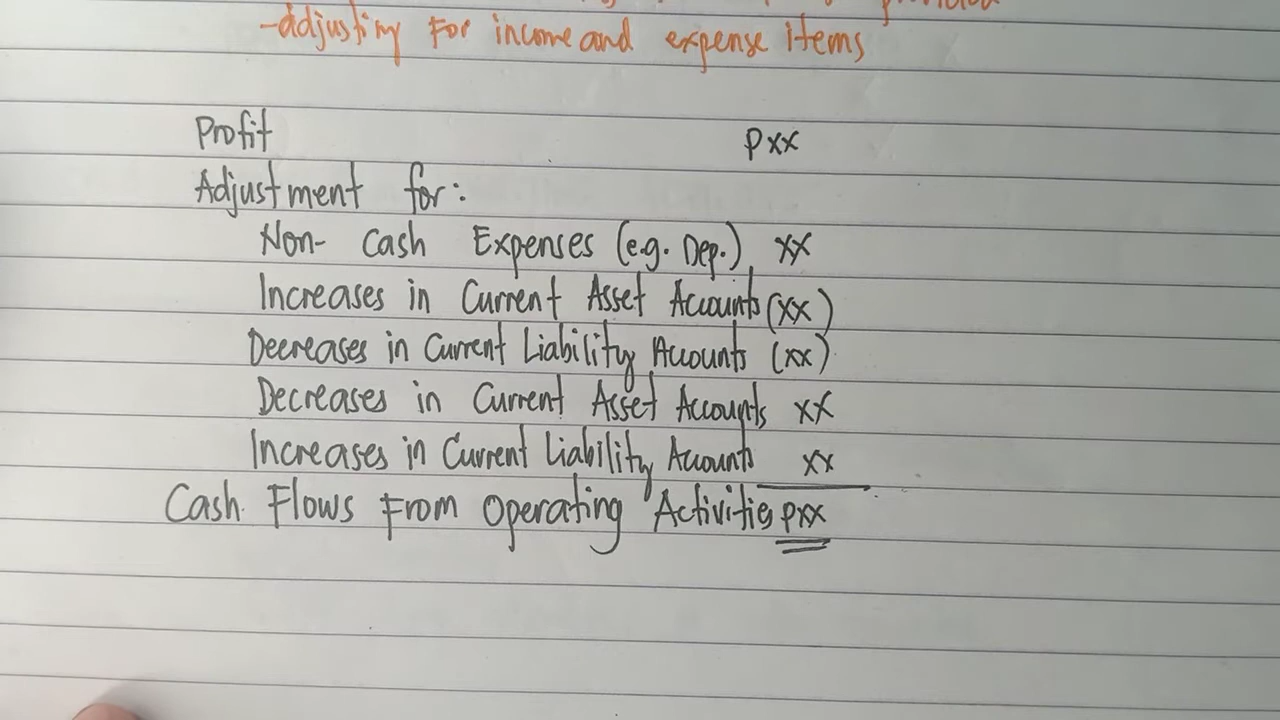 -adjusting For income and expense items
Profit PXX
Adjustment for:
Non- Cash Expenses (e.g. Dep.) XX
Increases in Current Asset Accounts (XX)
Decreases in Current Liability Accounts (XX)
Decreases in Current Asset Accounts XX
Increases in Current Liability Accounts XX
Cash Flows From Operating Activities PXX